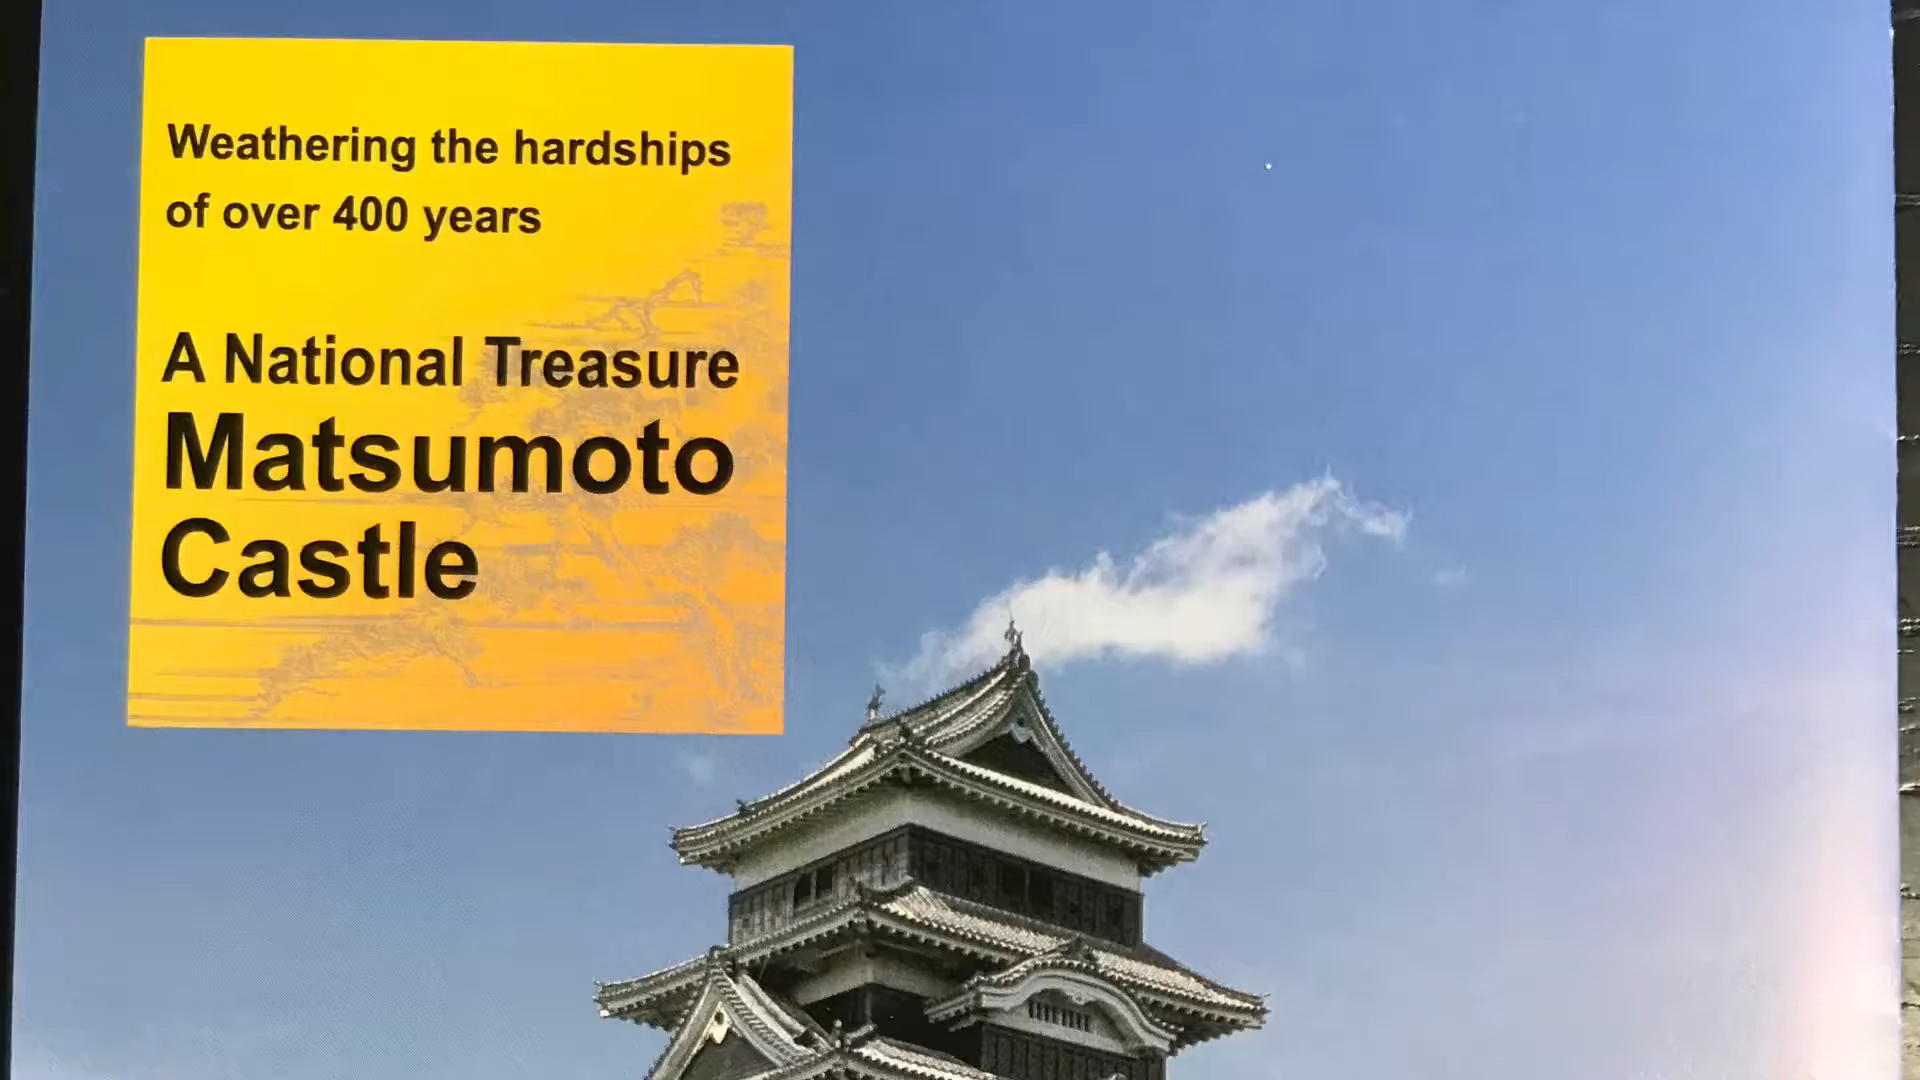 Weathering the hardships
of over 400 years
A National Treasure
Matsumoto
Castle